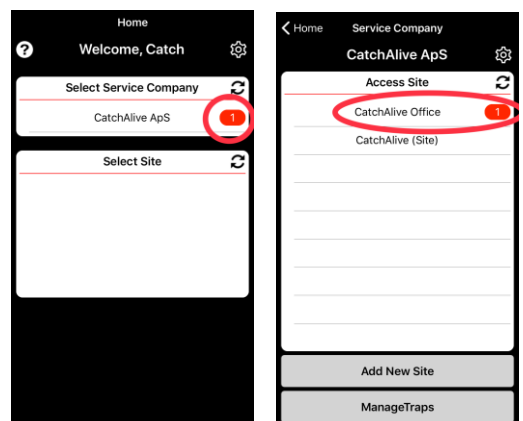 Home
? Welcome, Catch
Select Service Company
CatchAlive ApS 1
Select Site
Home Service Company
CatchAlive ApS
Access Site
CatchAlive Office 1
CatchAlive (Site)
Add New Site
ManageTraps